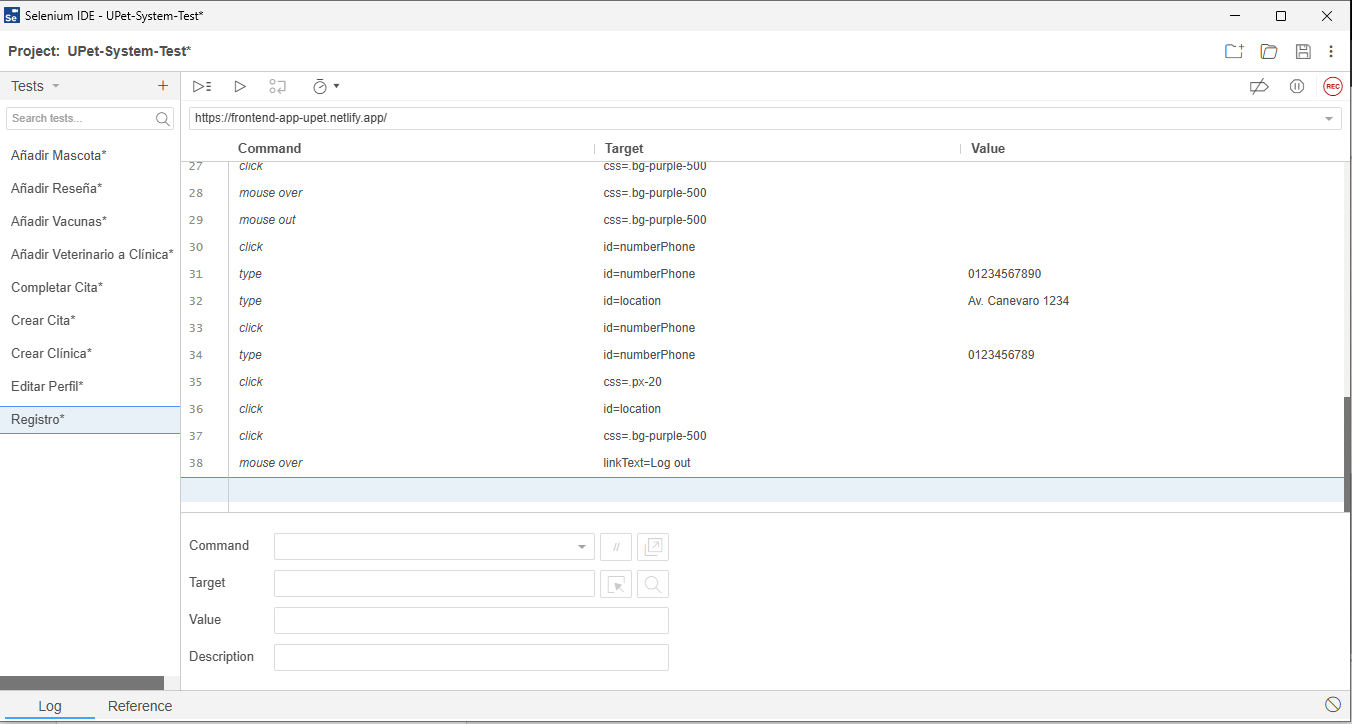 Selenium IDE - UPet-System-Test*
Project: UPet-System-Test*
Tests
+
Search tests...
Añadir Mascota*
Añadir Reseña*
Añadir Vacunas*
Añadir Veterinario a Clínica*
Completar Cita*
Crear Cita*
Crear Clínica*
Editar Perfil*
Registro*
REC
https://frontend-app-upet.netlify.app/
Command Target Value
27 click css=.bg-purple-500
28 mouse over css=.bg-purple-500
29 mouse out css=.bg-purple-500
30 click id=numberPhone
31 type id=numberPhone 01234567890
32 type id=location Av. Canevaro 1234
33 click id=numberPhone
34 type id=numberPhone 0123456789
35 click css=.px-20
36 click id=location
37 click css=.bg-purple-500
38 mouse over linkText=Log out
Command //
Target
Value
Description
Log Reference